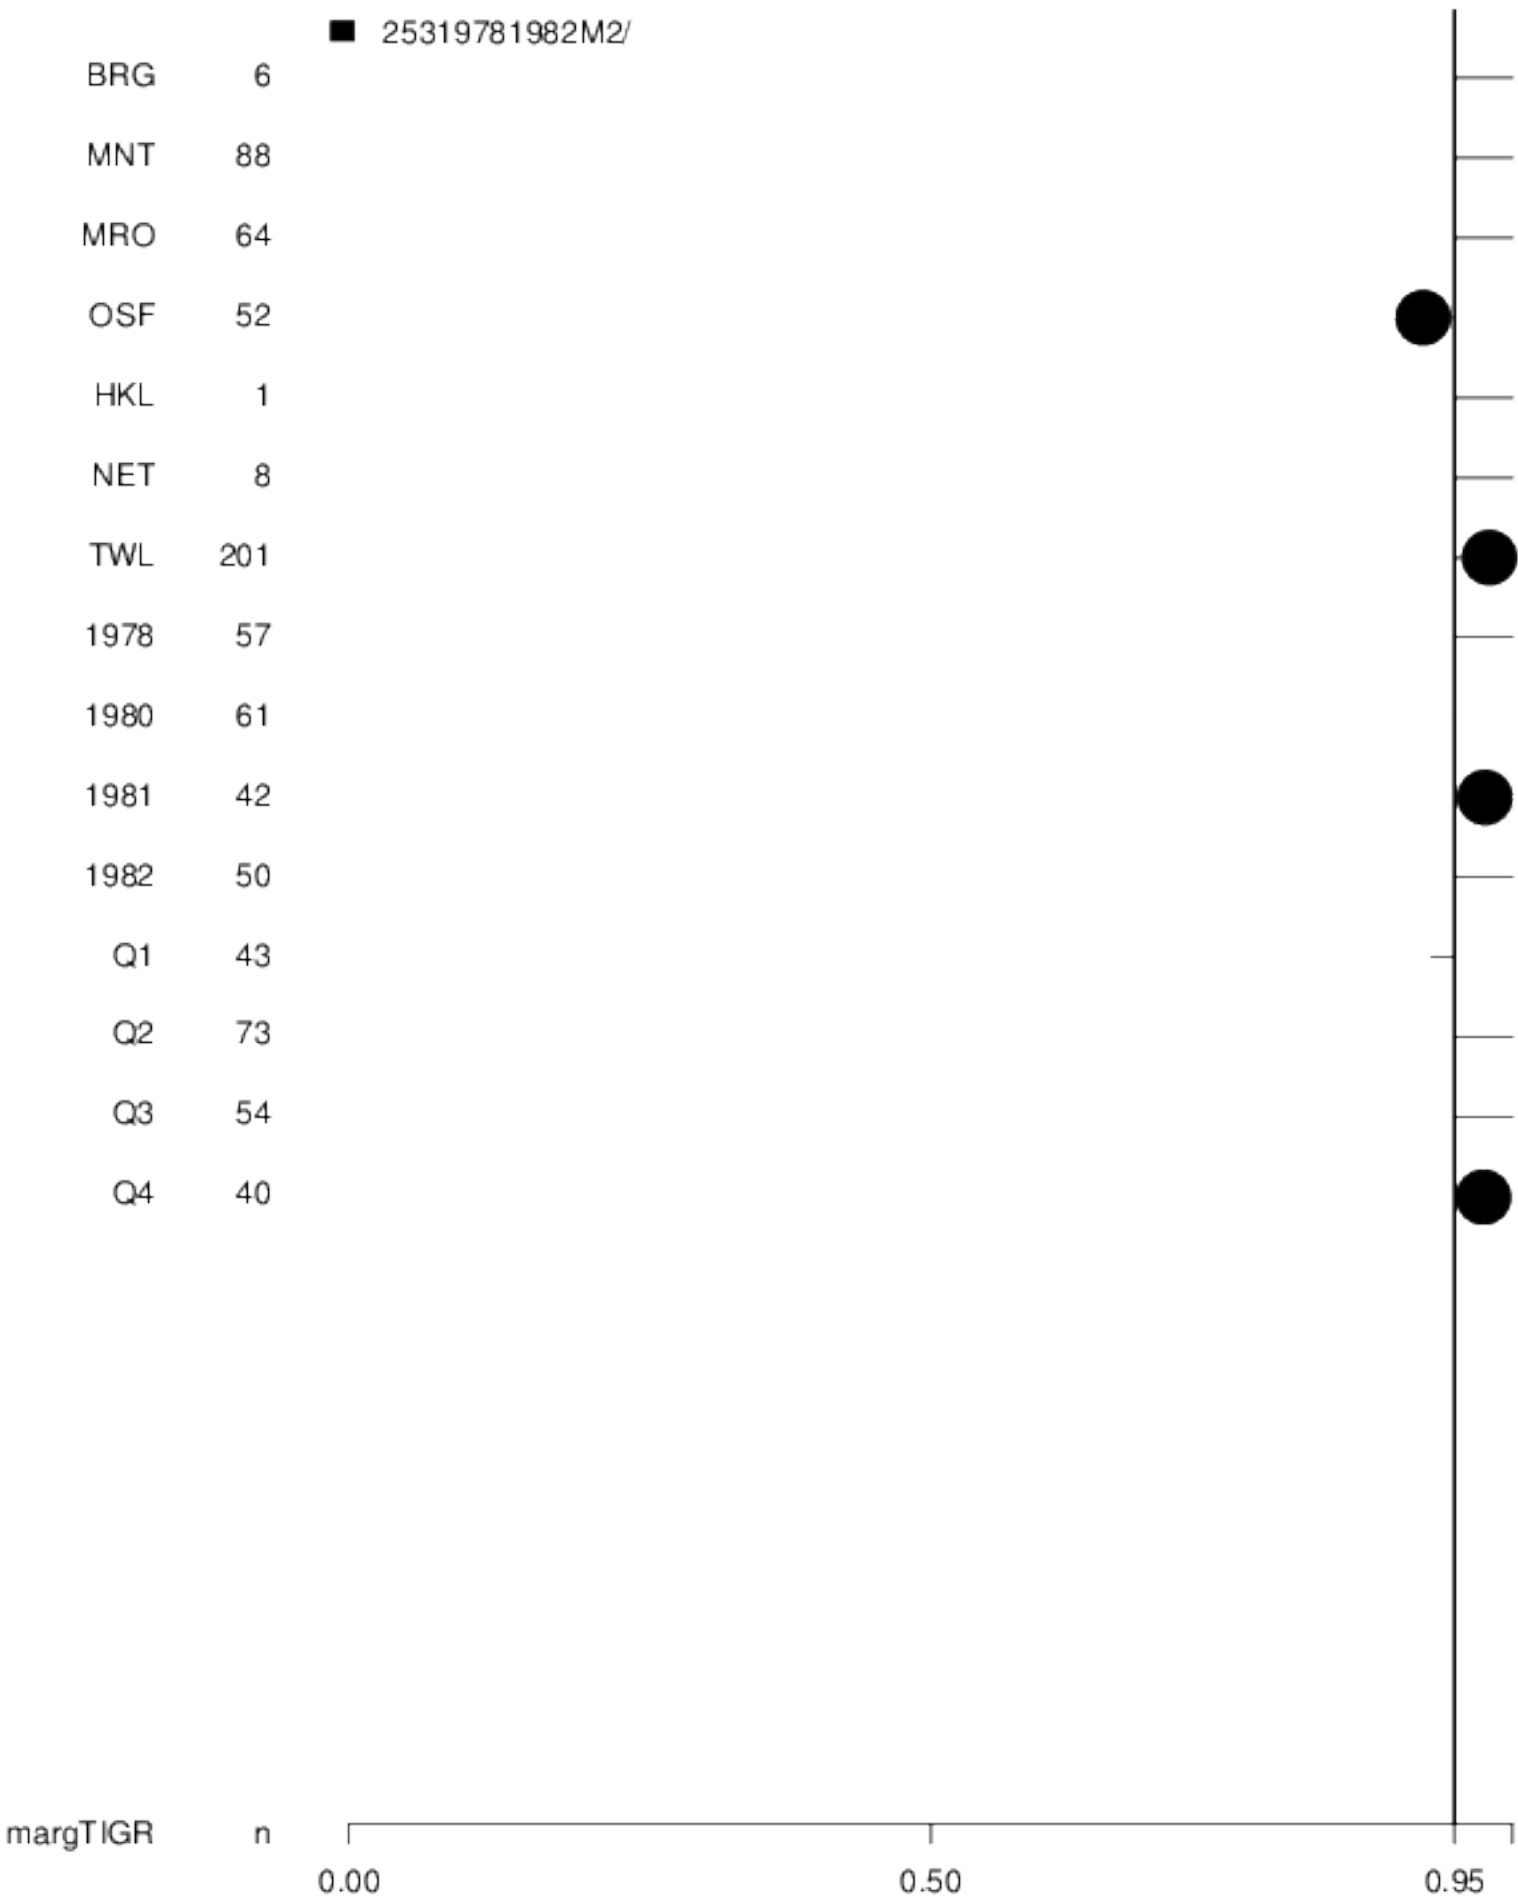 25319781982M2/
BRG 6
MNT 88
MRO 64
OSF 52
HKL 1
NET 8
TWL 201
1978 57
1980 61
1981 42
1982 50
Q1 43
Q2 73
Q3 54
Q4 40
margTIGR n
0.00 0.50 0.95